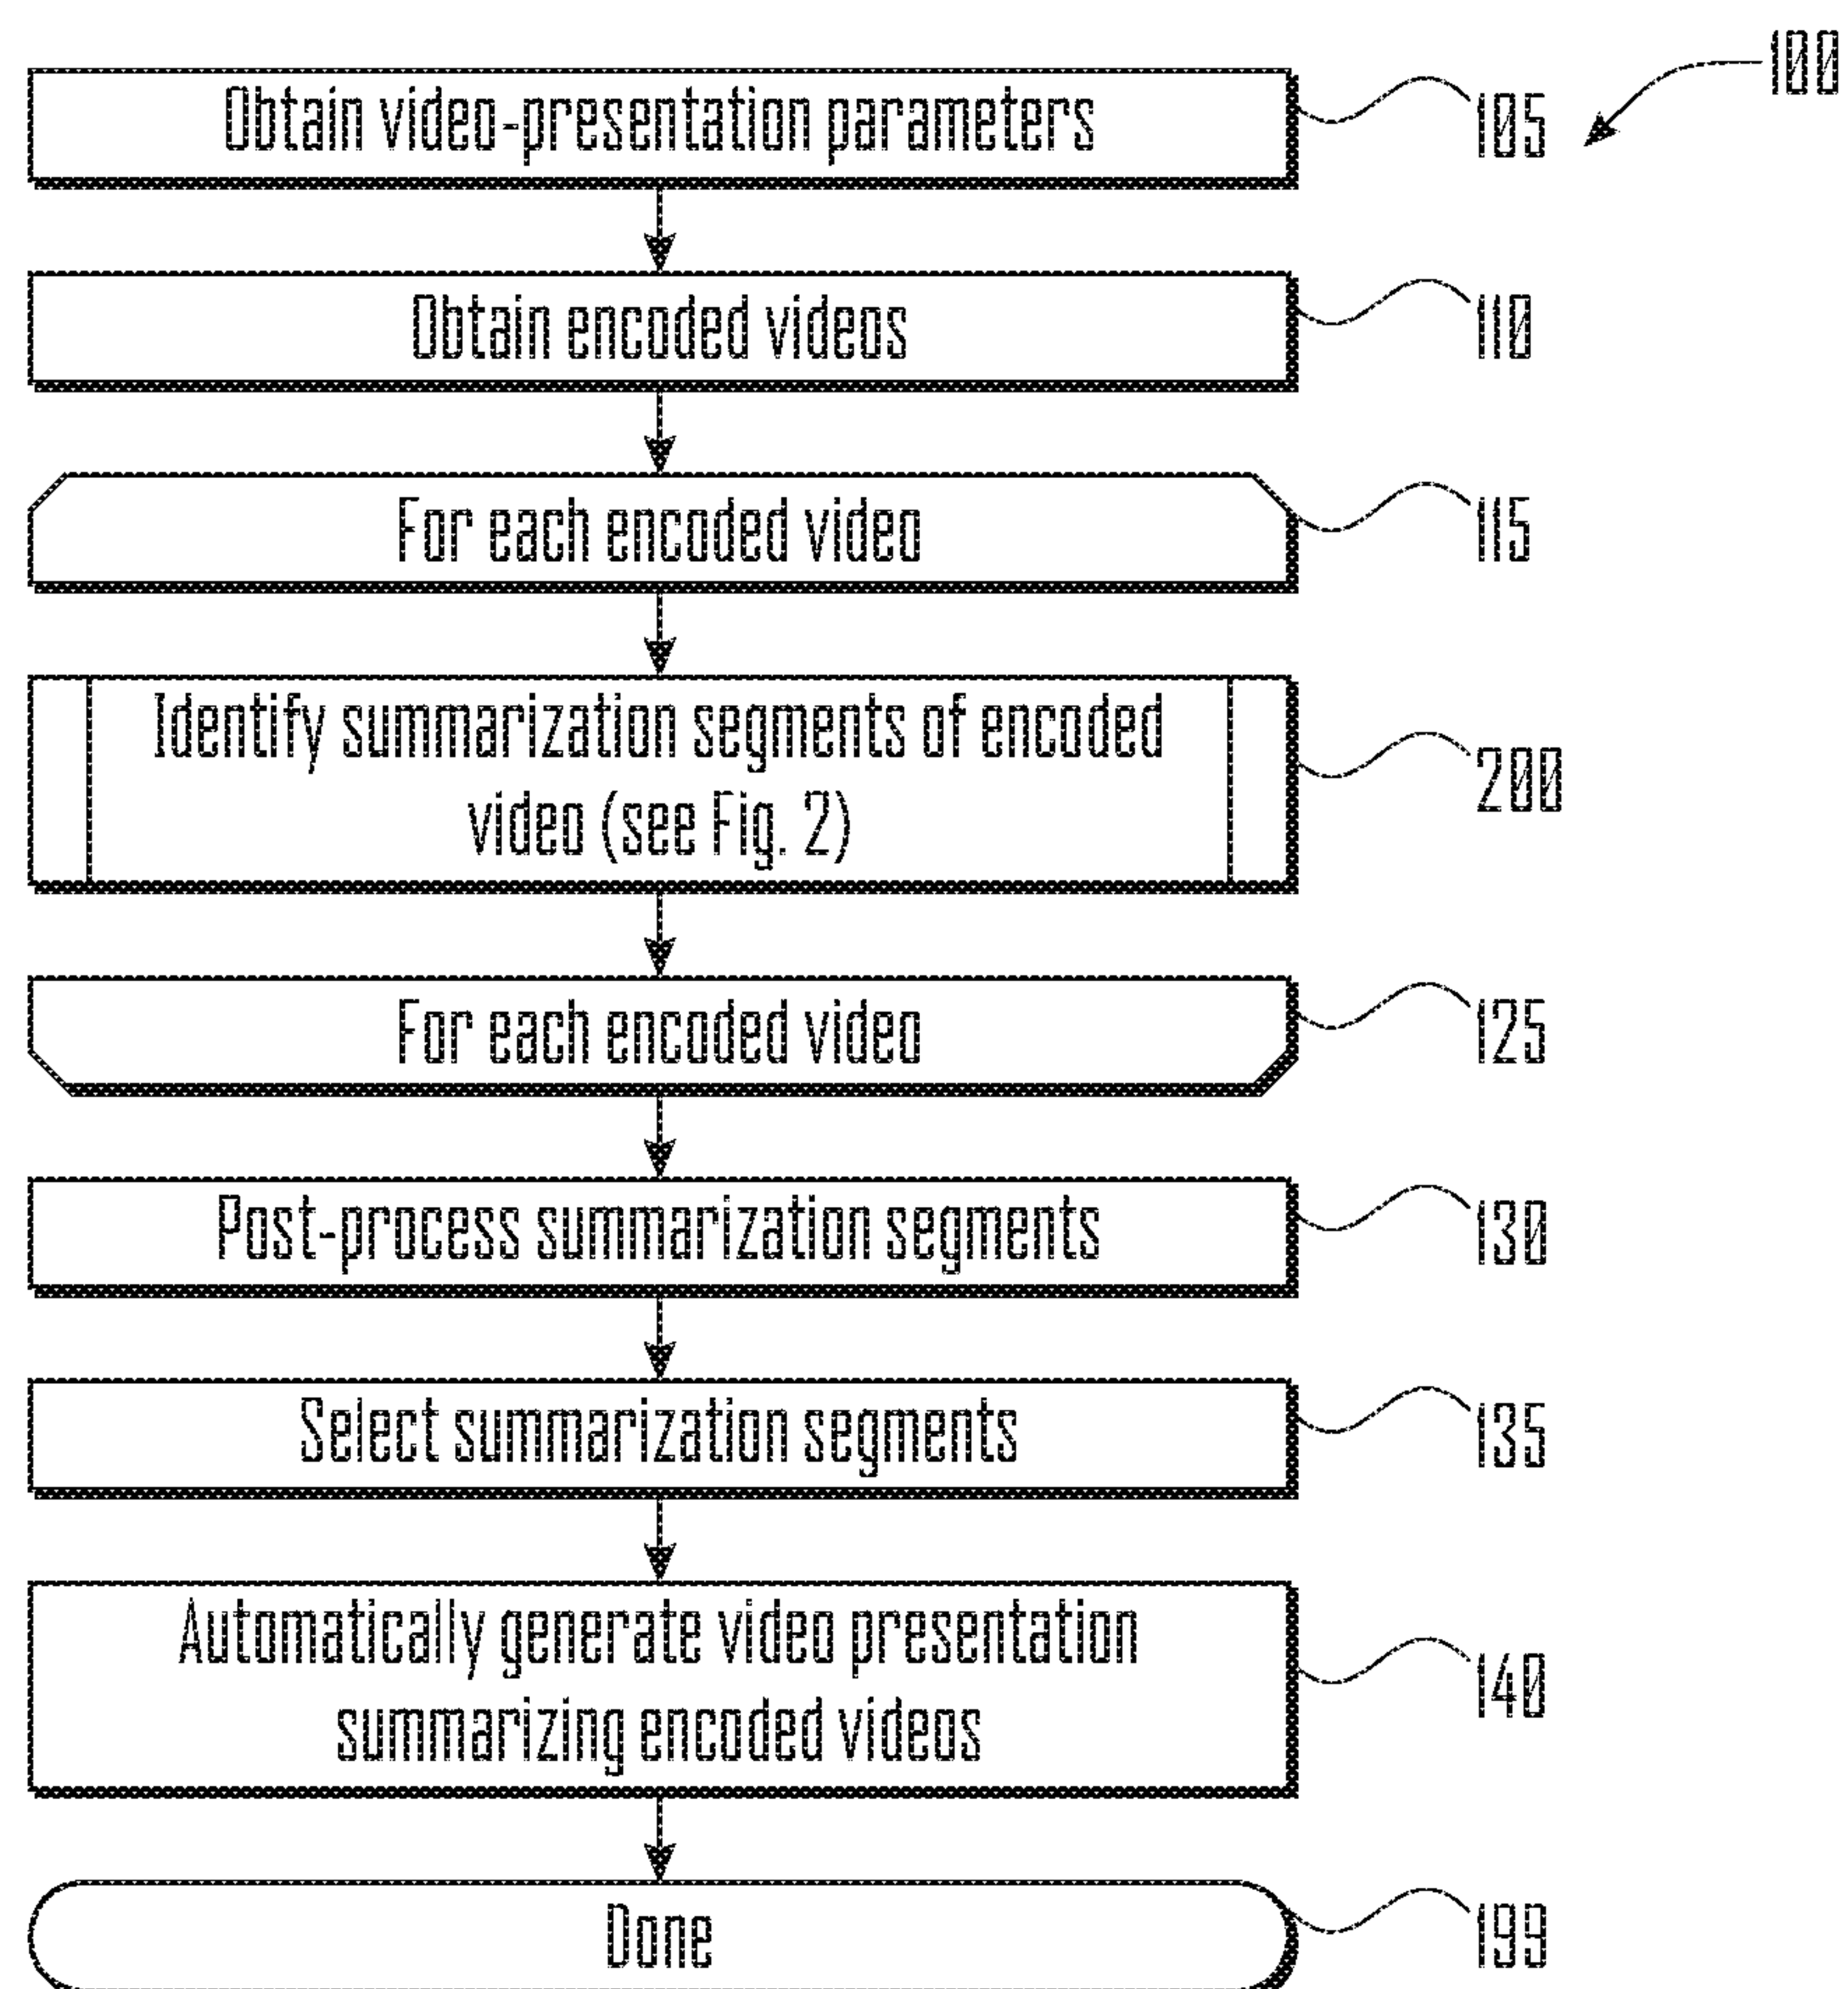 100
Obtain video-presentation parameters
105
Obtain encoded videos
110
For each encoded video
115
Identify summarization segments of encoded
video (see Fig. 2)
200
For each encoded video
125
Post-process summarization segments
130
Select summarization segments
135
Automatically generate video presentation
summarizing encoded videos
140
Done
199